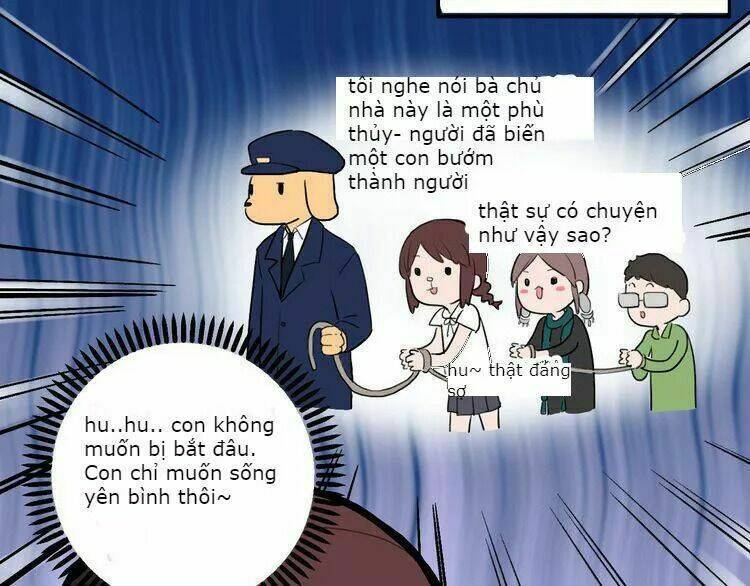 tôi nghe nói bà chủ
nhà này là một phù
thủy- người đã biến
một con bướm
thành người
thật sự có chuyện
như vậy sao?
hu~ thật đáng
sợ
hu..hu.. con không
muốn bị bắt đâu.
Con chỉ muốn sống
yên bình thôi~